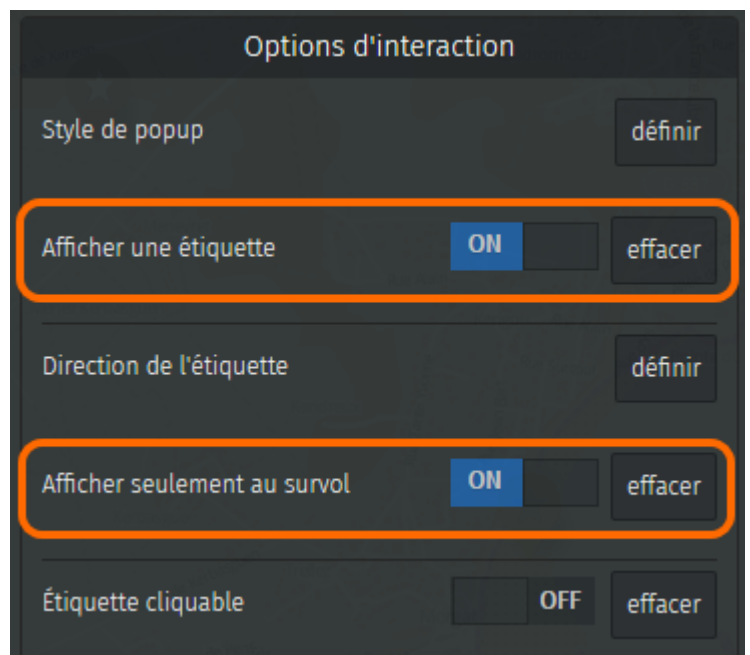 Options d'interaction
Style de popup définir
Afficher une étiquette ON effacer
Direction de l'étiquette définir
Afficher seulement au survol ON effacer
Étiquette cliquable OFF effacer